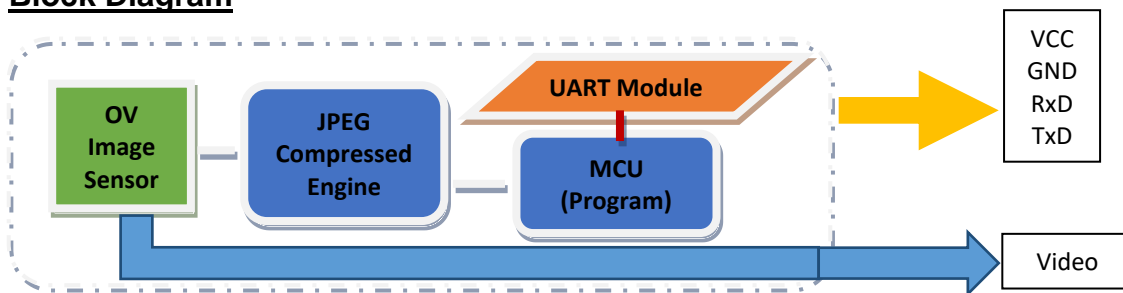 Block Diagram
OV
Image
Sensor
JPEG
Compressed
Engine
UART Module
MCU
(Program)
VCC
GND
RxD
TxD
Video